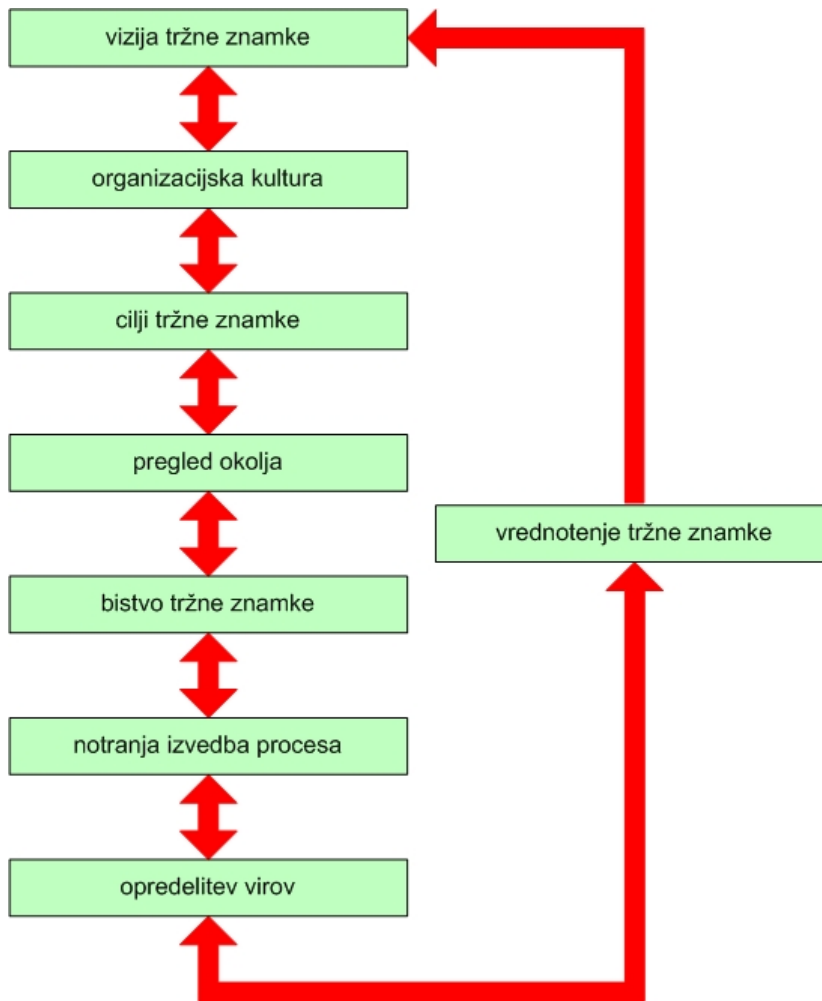 vizija tržne znamke
organizacijska kultura
cilji tržne znamke
pregled okolja
vrednotenje tržne znamke
bistvo tržne znamke
notranja izvedba procesa
opredelitev virov